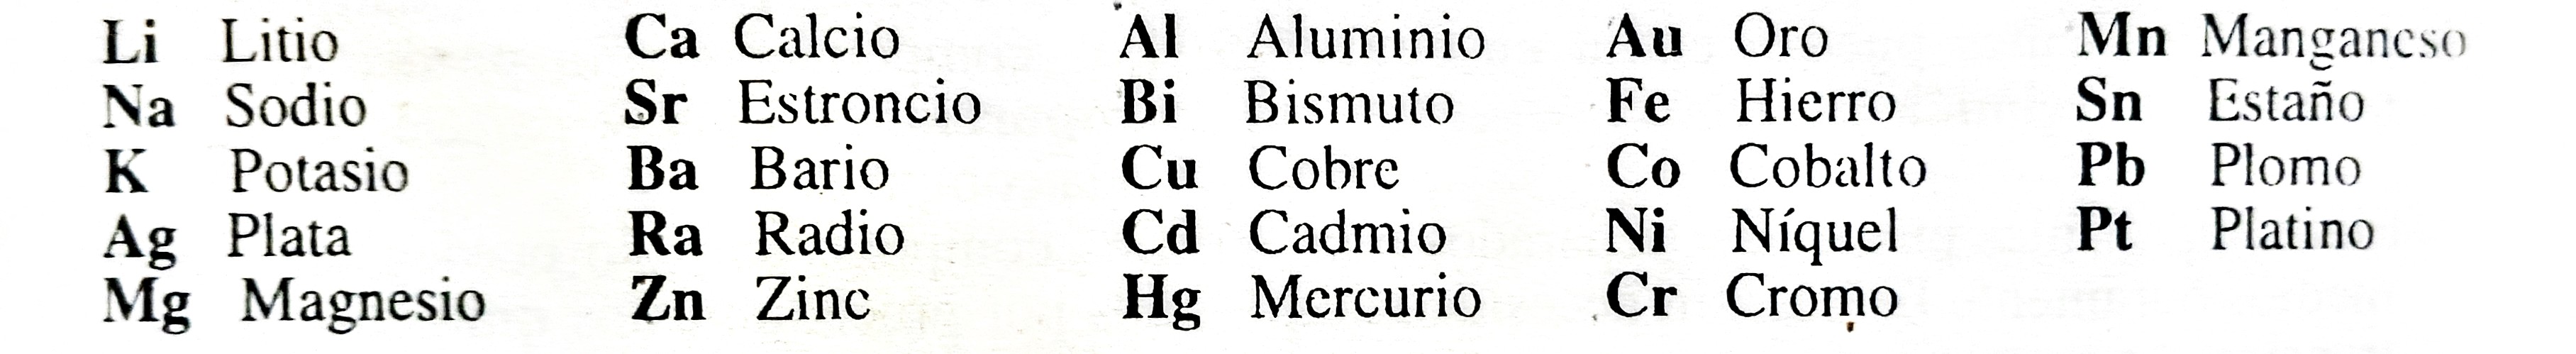 Li Litio Ca Calcio Al Aluminio Au Oro Mn Manganeso
Na Sodio Sr Estroncio Bi Bismuto Fe Hierro Sn Estaño
K Potasio Ba Bario Cu Cobre Co Cobalto Pb Plomo
Ag Plata Ra Radio Cd Cadmio Ni Níquel Pt Platino
Mg Magnesio Zn Zinc Hg Mercurio Cr Cromo